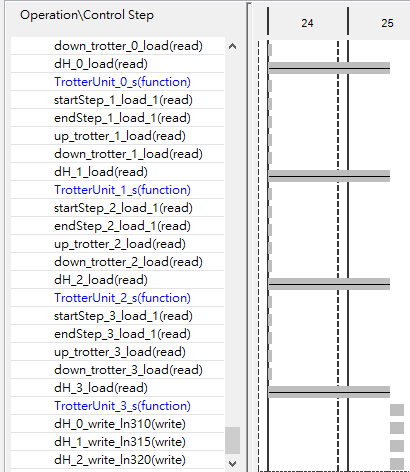 Operation\Control Step
24
25
down_trotter_0_load(read)
dH_0_load(read)
TrotterUnit_0_s(function)
startStep_1_load_1(read)
endStep_1_load_1(read)
up_trotter_1_load(read)
down_trotter_1_load(read)
dH_1_load(read)
TrotterUnit_1_s(function)
startStep_2_load_1(read)
endStep_2_load_1(read)
up_trotter_2_load(read)
down_trotter_2_load(read)
dH_2_load(read)
TrotterUnit_2_s(function)
startStep_3_load_1(read)
endStep_3_load_1(read)
up_trotter_3_load(read)
down_trotter_3_load(read)
dH_3_load(read)
TrotterUnit_3_s(function)
dH_0_write_ln310(write)
dH_1_write_ln315(write)
dH_2_write_ln320(write)